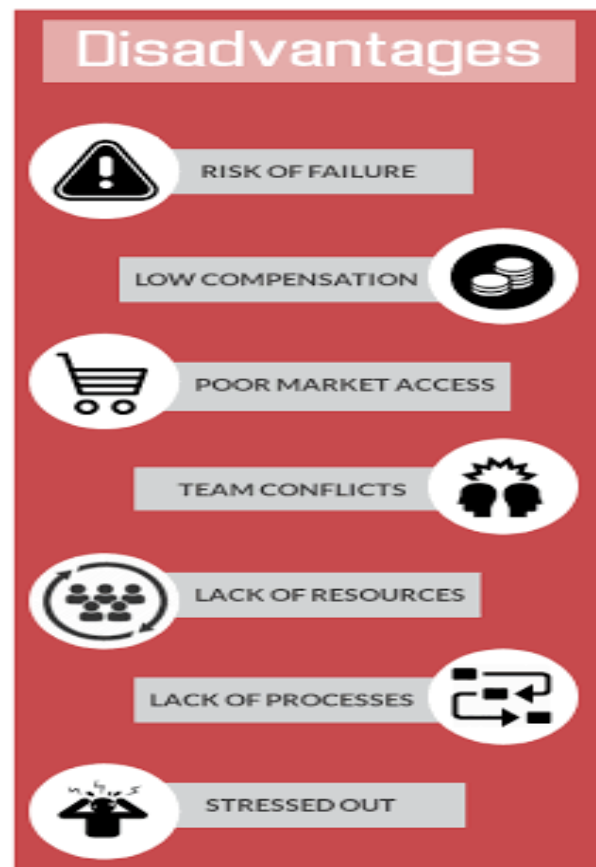 Disadvantages
RISK OF FAILURE
LOW COMPENSATION
POOR MARKET ACCESS
TEAM CONFLICTS
LACK OF RESOURCES
LACK OF PROCESSES
STRESSED OUT